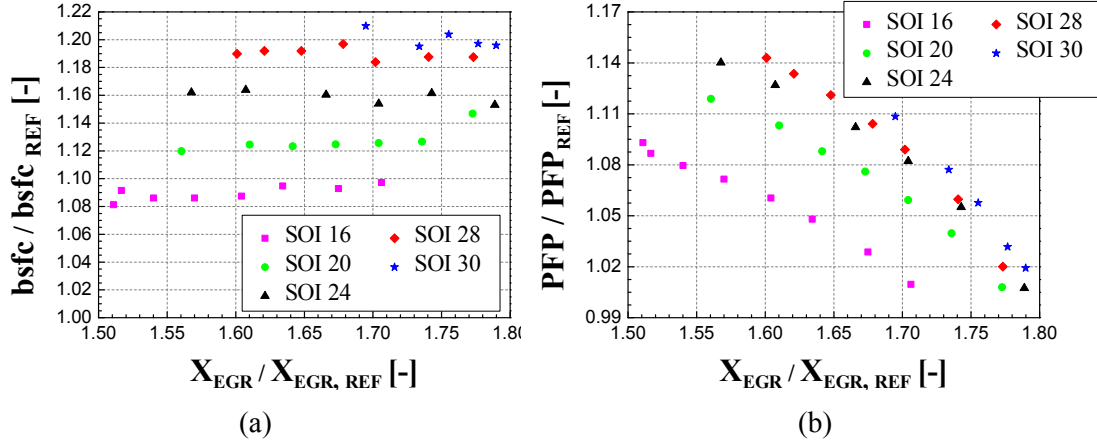 bsfc / bsfc REF [-]
1.20
1.18
1.16
1.14
1.12
1.10
1.08
1.06
1.04
1.02
1.00
1.50 1.55 1.60 1.65 1.70 1.75 1.80
SOI 16 SOI 28
SOI 20 SOI 30
SOI 24
XEGR / XEGR, REF [-]
(a)
PFP / PFPREF [-]
1.17
1.14
1.11
1.08
1.05
1.02
0.99
1.50 1.55 1.60 1.65 1.70 1.75 1.80
SOI 16 SOI 28
SOI 20 SOI 30
SOI 24
XEGR / XEGR, REF [-]
(b)